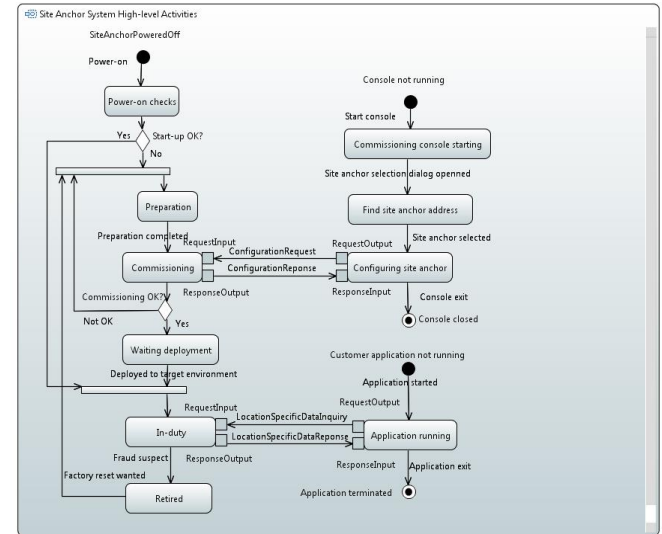 Site Anchor System High-level Activities
SiteAnchorPoweredOff
Power-on
Power-on checks
Yes
Start-up OK?
No
Preparation
Preparation completed
RequestInput
Commissioning
ResponseOutput
Commissioning OK?
Not OK
Yes
Waiting deployment
Deployed to target environment
RequestInput
In-duty
ResponseOutput
Fraud suspect
Factory reset wanted
Retired
ConfigurationRequest
ConfigurationReponse
LocationSpecificDataInquiry
LocationSpecificDataReponse
Console not running
Start console
Commissioning console starting
Site anchor selection dialog openned
Find site anchor address
Site anchor selected
RequestOutput
Configuring site anchor
ResponseInput
Console exit
Console closed
Customer application not running
Application started
RequestOutput
Application running
ResponseInput
Application exit
Application terminated